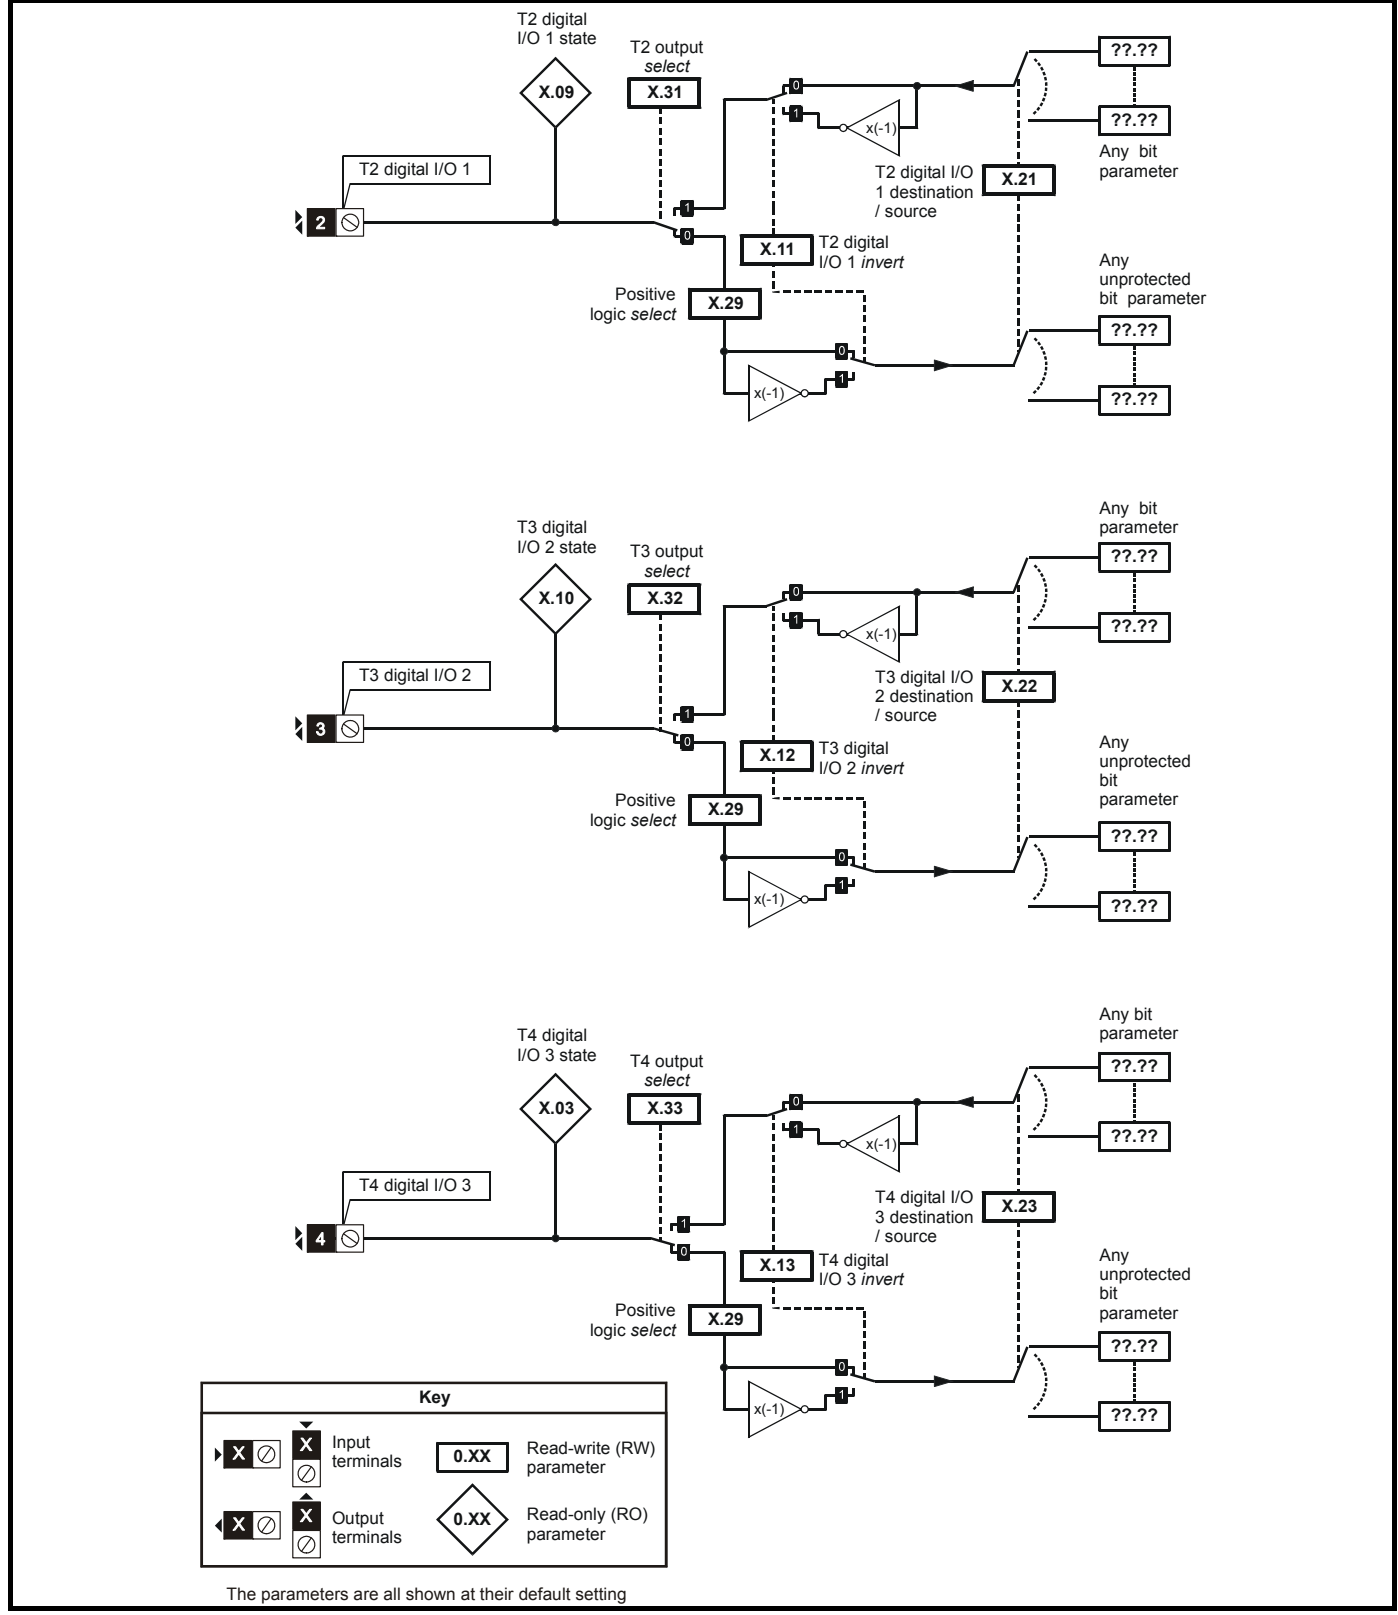 T2 digital
I/O 1 state
T2 output
select
X.09
X.31
0
1
x(-1)
??.??
??.??
Any bit
parameter
T2 digital I/O 1
T2 digital I/O
1 destination
/ source
X.21
2
1
0
X.11
T2 digital
I/O 1 invert
Any
unprotected
bit parameter
Positive
logic select
X.29
??.??
0
1
x(-1)
??.??
T3 digital
I/O 2 state
T3 output
select
Any bit
parameter
X.10
X.32
0
1
x(-1)
??.??
??.??
T3 digital I/O 2
T3 digital I/O
2 destination
/ source
X.22
3
1
0
X.12
T3 digital
I/O 2 invert
Any
unprotected
bit
parameter
Positive
logic select
X.29
??.??
0
1
x(-1)
??.??
T4 digital
I/O 3 state
T4 output
select
Any bit
parameter
X.03
X.33
0
1
x(-1)
??.??
??.??
T4 digital I/O 3
T4 digital I/O
3 destination
/ source
X.23
4
1
0
X.13
T4 digital
I/O 3 invert
Any
unprotected
bit
parameter
Positive
logic select
X.29
??.??
0
1
x(-1)
??.??
Key
X
X
Input
terminals
0.XX
Read-write (RW)
parameter
X
X
Output
terminals
0.XX
Read-only (RO)
parameter
The parameters are all shown at their default setting